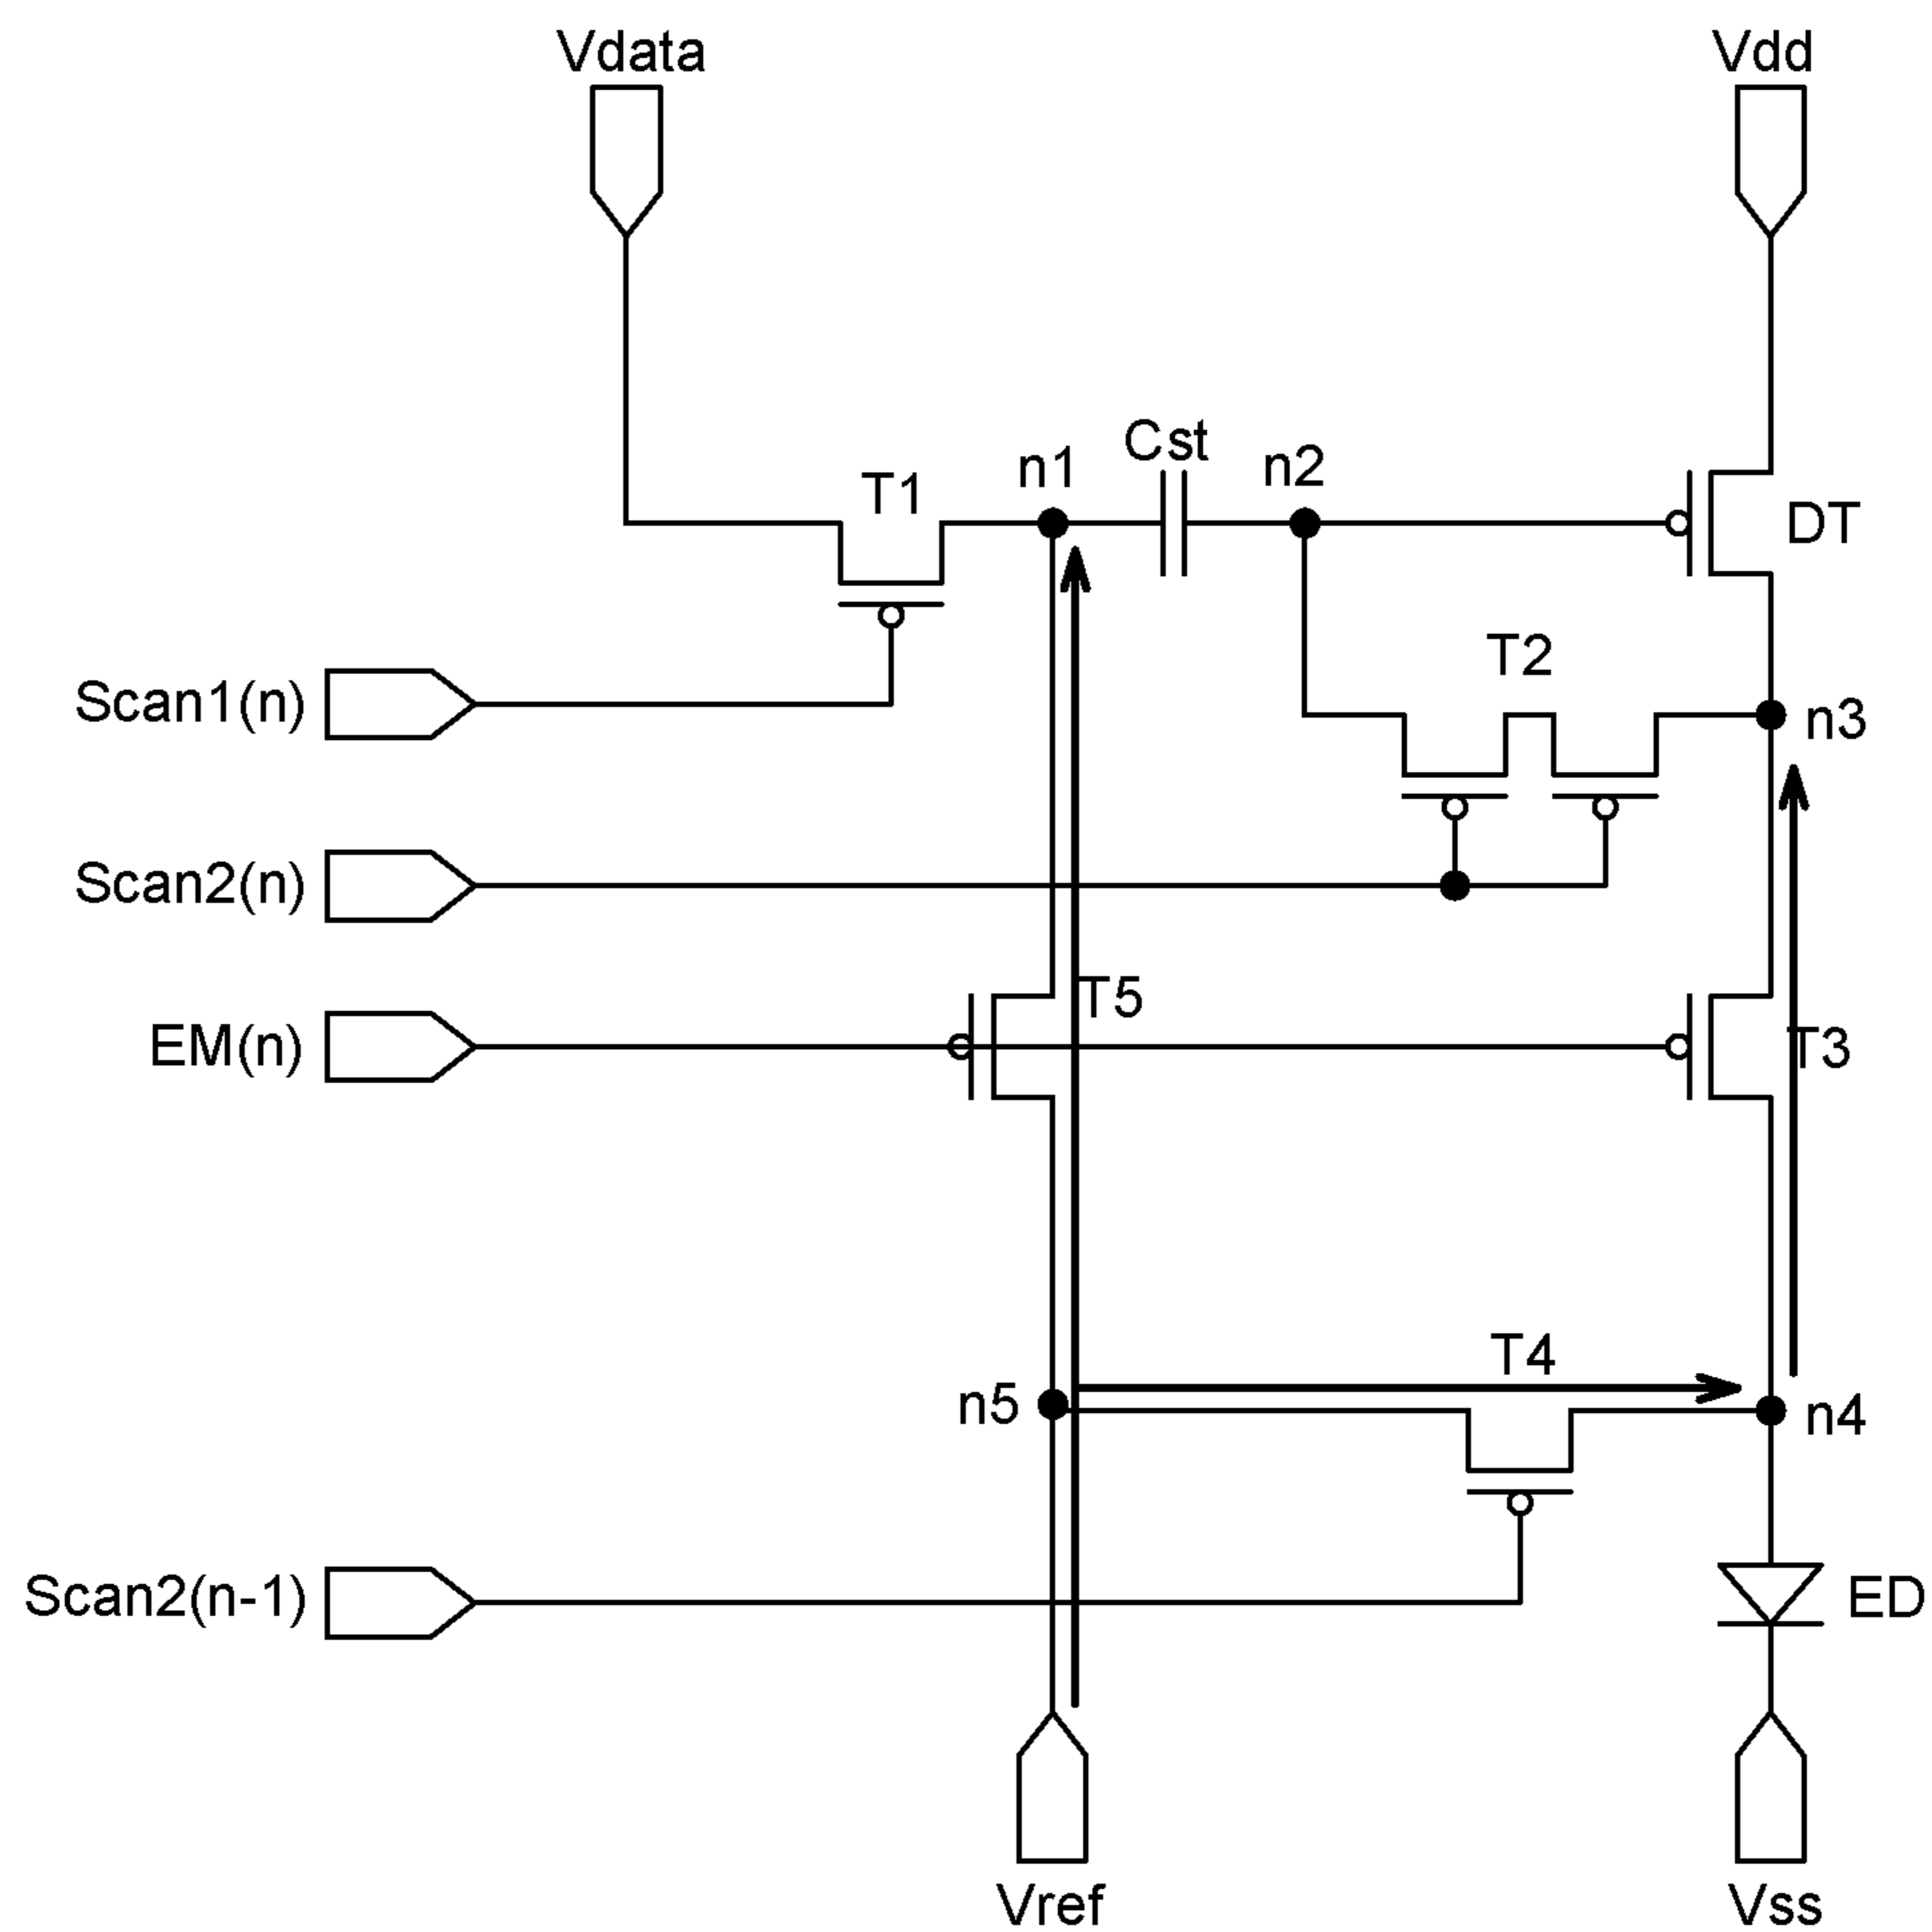 Vdata
Vdd
Cst
n1
n2
T1
DT
T2
Scan1(n)
n3
Scan2(n)
T5
EM(n)
T3
T4
n5
n4
Scan2(n-1)
ED
Vref
Vss